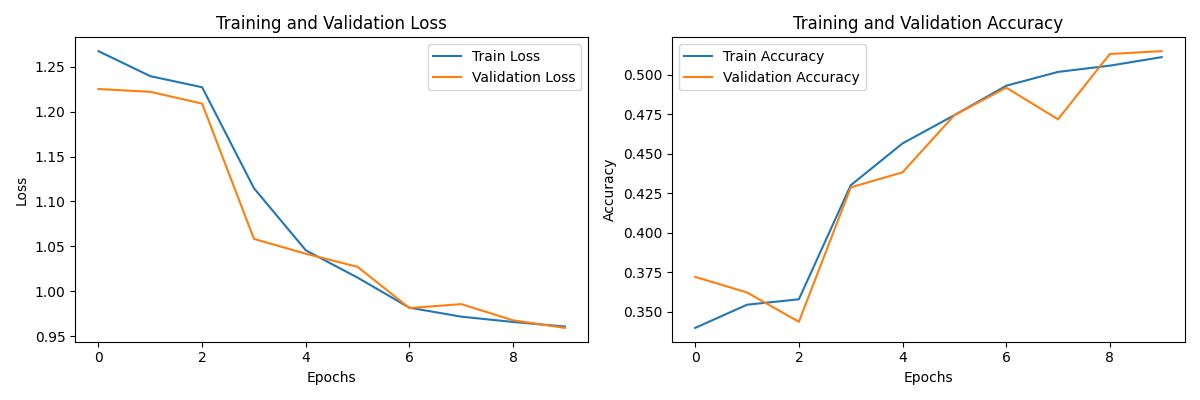 Training and Validation Loss
Train Loss
Validation Loss
1.25
1.20
1.15
1.10
1.05
1.00
0.95
Loss
0 2 4 6 8
Epochs
Training and Validation Accuracy
Train Accuracy
Validation Accuracy
0.500
0.475
0.450
0.425
0.400
0.375
0.350
Accuracy
0 2 4 6 8
Epochs